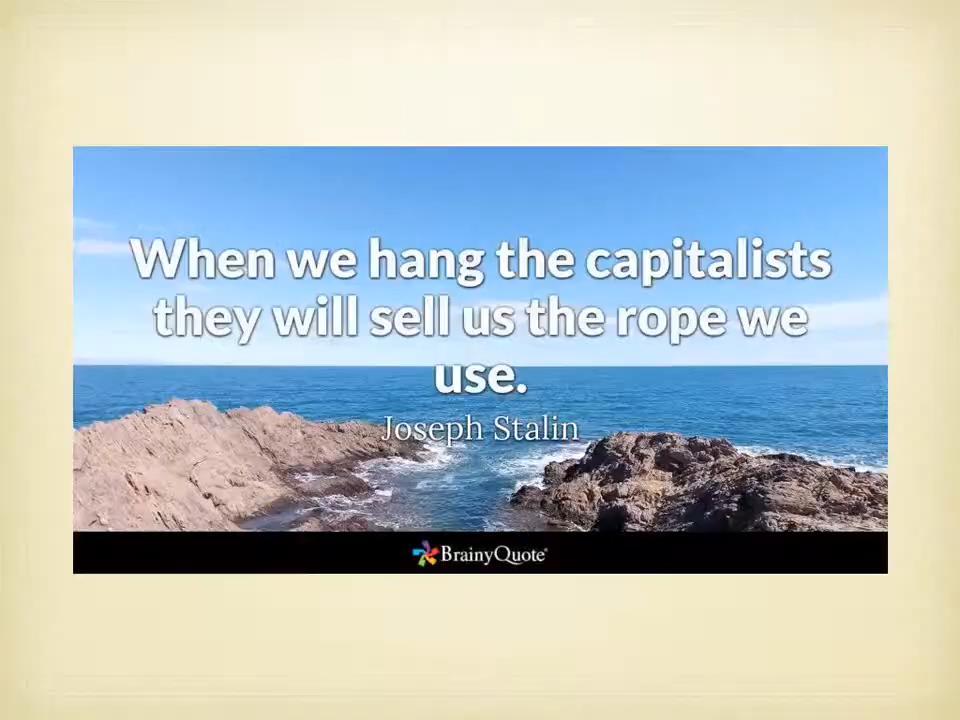 When we hang the capitalists
they will sell us the rope we
use.
Joseph Stalin
BrainyQuote®